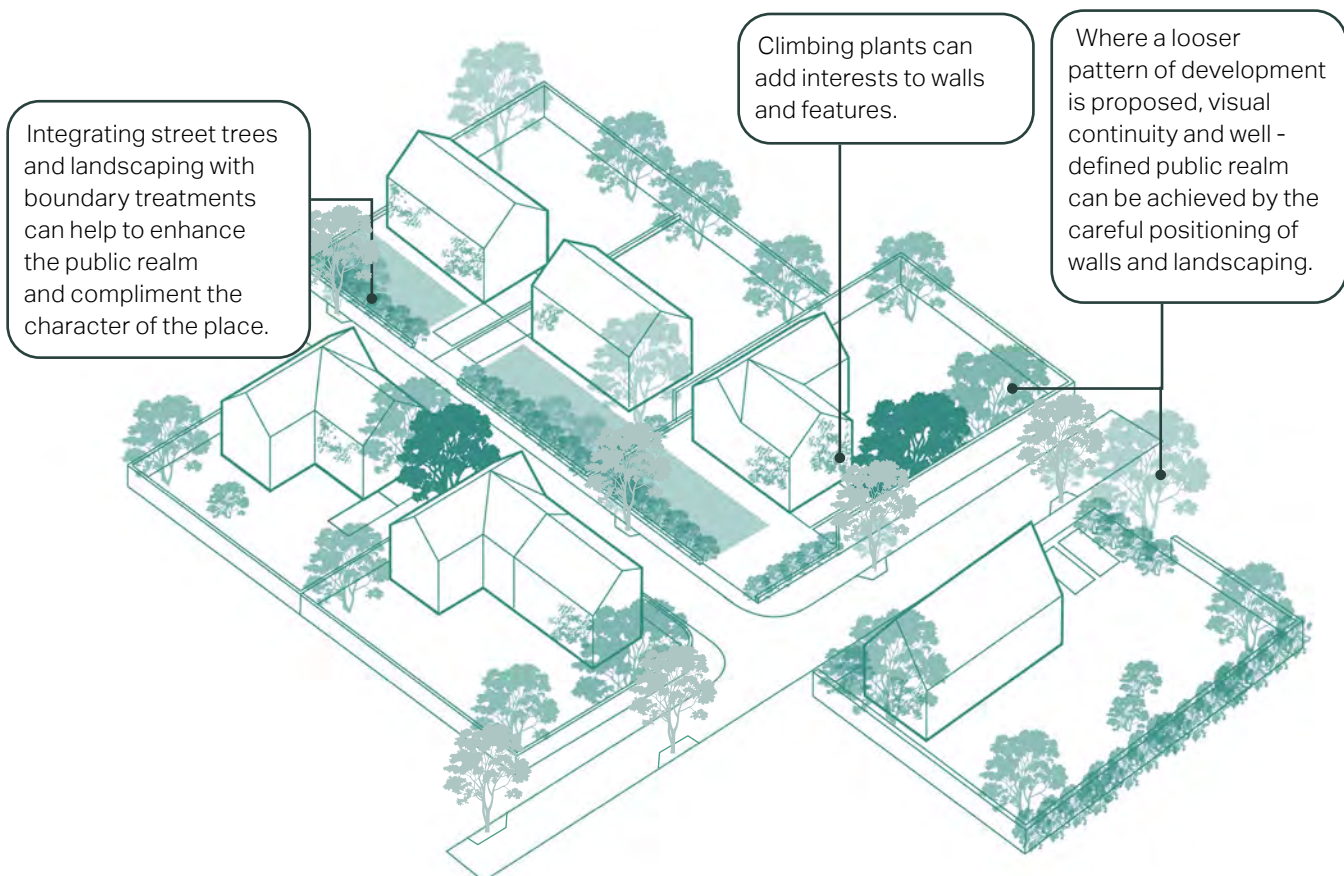 Integrating street trees
and landscaping with
boundary treatments
can help to enhance
the public realm
and compliment the
character of the place.
Climbing plants can
add interests to walls
and features.
Where a looser
pattern of development
is proposed, visual
continuity and well -
defined public realm
can be achieved by the
careful positioning of
walls and landscaping.